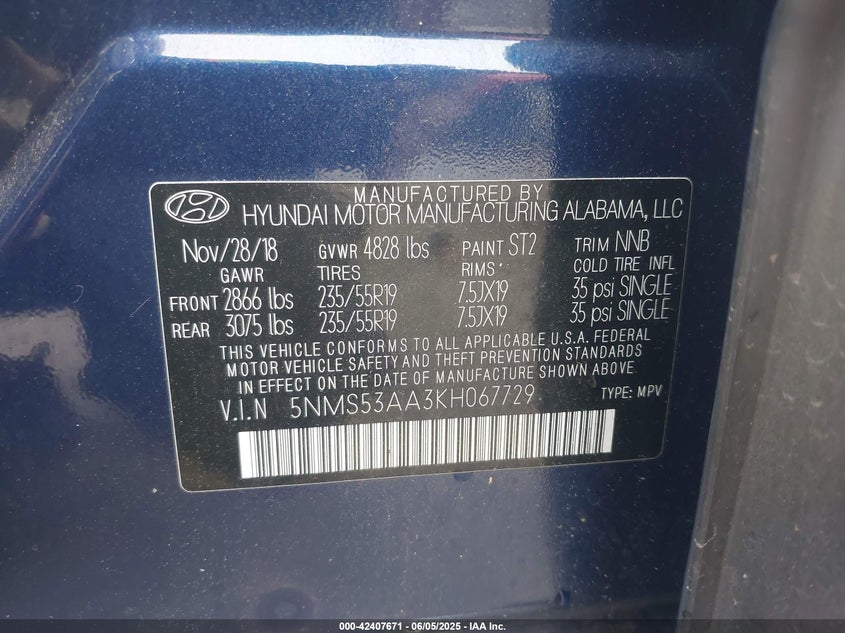 MANUFACTURED BY
HYUNDAI MOTOR MANUFACTURING ALABAMA, LLC
Nov/28/18 GVWR 4828 lbs PAINT ST2 TRIM NNB
GAWR TIRES RIMS COLD TIRE INFL
FRONT 2866 lbs 235/55R19 7.5JX19 35 psi SINGLE
REAR 3075 lbs 235/55R19 7.5JX19 35 psi SINGLE
THIS VEHICLE CONFORMS TO ALL APPLICABLE U.S.A. FEDERAL
MOTOR VEHICLE SAFETY AND THEFT PREVENTION STANDARDS
IN EFFECT ON THE DATE OF MANUFACTURE SHOWN ABOVE.
V.I.N 5NMS53AA3KH067729 TYPE: MPV
000-42407671 - 06/05/2025 - IAA Inc.